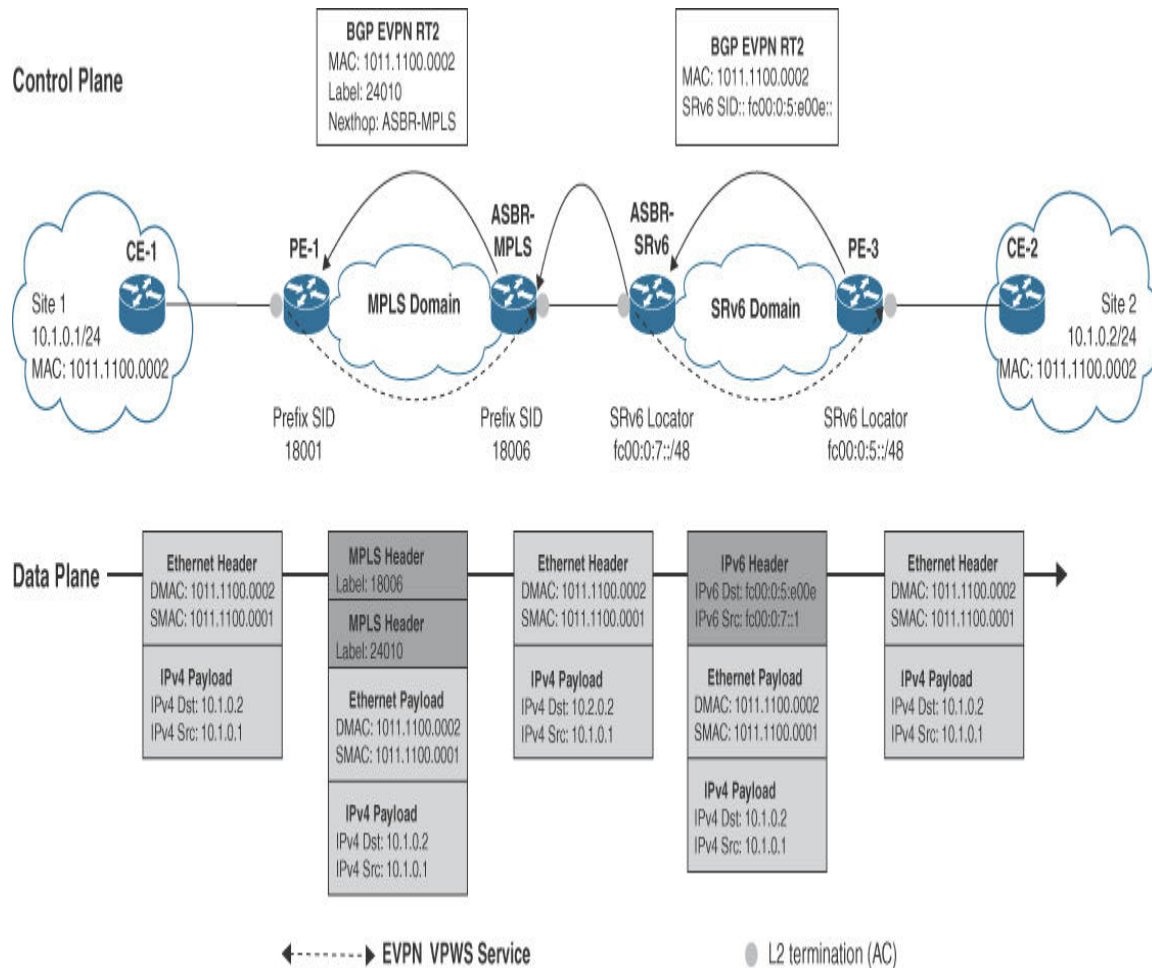 BGP EVPN RT2
MAC: 1011.1100.0002
Label: 24010
Nexthop: ASBR-MPLS
BGP EVPN RT2
MAC: 1011.1100.0002
SRv6 SID:: fc00:0:5:e00e::
Control Plane
CE-1
PE-1
ASBR-
MPLS
ASBR-
SRv6
PE-3
CE-2
Site 1
10.1.0.1/24
MAC: 1011.1100.0002
MPLS Domain
SRv6 Domain
Site 2
10.1.0.2/24
MAC: 1011.1100.0002
Prefix SID
18001
Prefix SID
18006
SRv6 Locator
fc00:0:7::/48
SRv6 Locator
fc00:0:5::/48
Data Plane
Ethernet Header
DMAC: 1011.1100.0002
SMAC: 1011.1100.0001
IPv4 Payload
IPv4 Dst: 10.1.0.2
IPv4 Src: 10.1.0.1
MPLS Header
Label: 18006
MPLS Header
Label: 24010
Ethernet Payload
DMAC: 1011.1100.0002
SMAC: 1011.1100.0001
IPv4 Payload
IPv4 Dst: 10.1.0.2
IPv4 Src: 10.1.0.1
Ethernet Header
DMAC: 1011.1100.0002
SMAC: 1011.1100.0001
IPv4 Payload
IPv4 Dst: 10.2.0.2
IPv4 Src: 10.1.0.1
IPv6 Header
IPv6 Dst: fc00:0:5:e00e
IPv6 Src: fc00:0:7::1
Ethernet Payload
DMAC: 1011.1100.0002
SMAC: 1011.1100.0001
IPv4 Payload
IPv4 Dst: 10.1.0.2
IPv4 Src: 10.1.0.1
Ethernet Header
DMAC: 1011.1100.0002
SMAC: 1011.1100.0001
IPv4 Payload
IPv4 Dst: 10.1.0.2
IPv4 Src: 10.1.0.1
EVPN VPWS Service
L2 termination (AC)